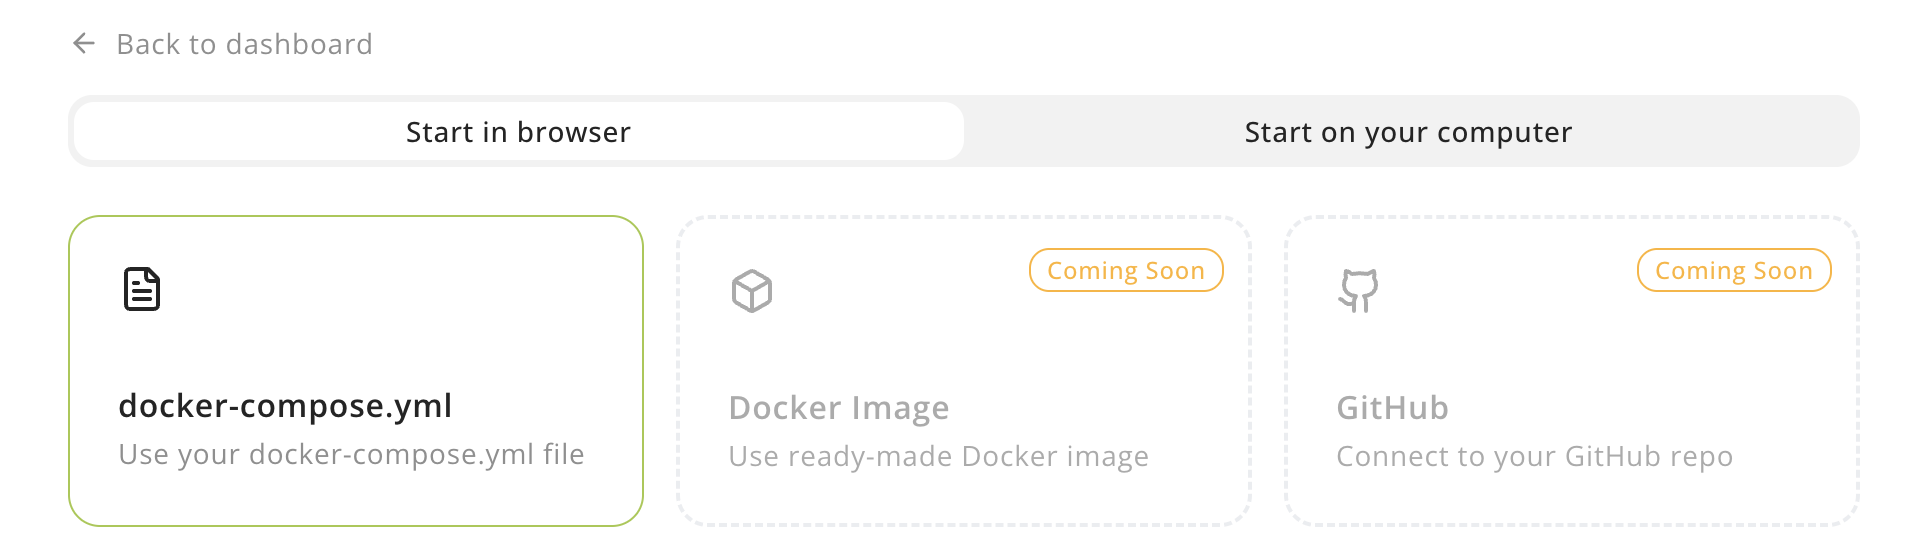 Back to dashboard
Start in browser
Start on your computer
docker-compose.yml
Use your docker-compose.yml file
Coming Soon
Docker Image
Use ready-made Docker image
Coming Soon
GitHub
Connect to your GitHub repo